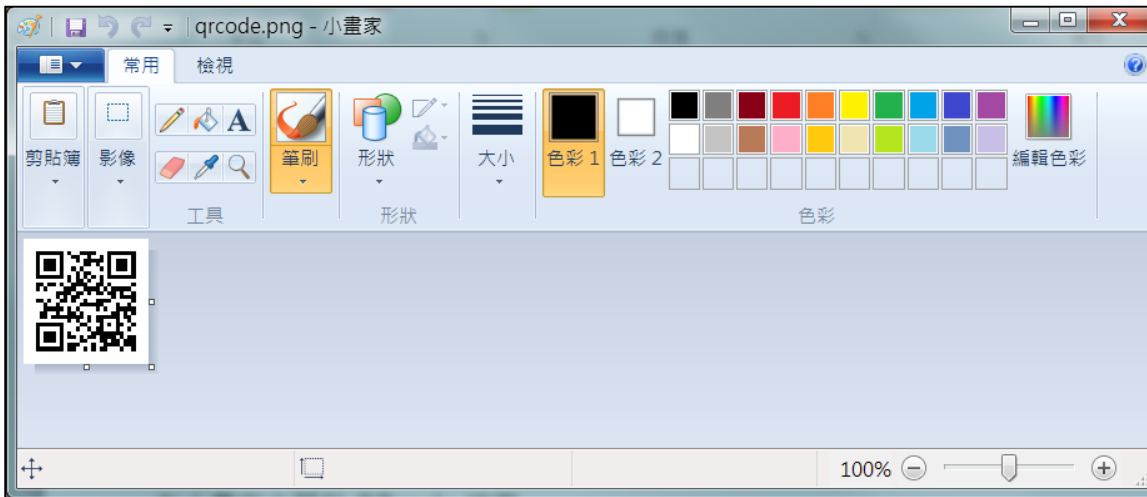 qrcode.png - 小畫家
常用 檢視
剪貼簿 影像 筆刷 形狀 大小 色彩 1 色彩 2 編輯色彩
工具 形狀 色彩
100%